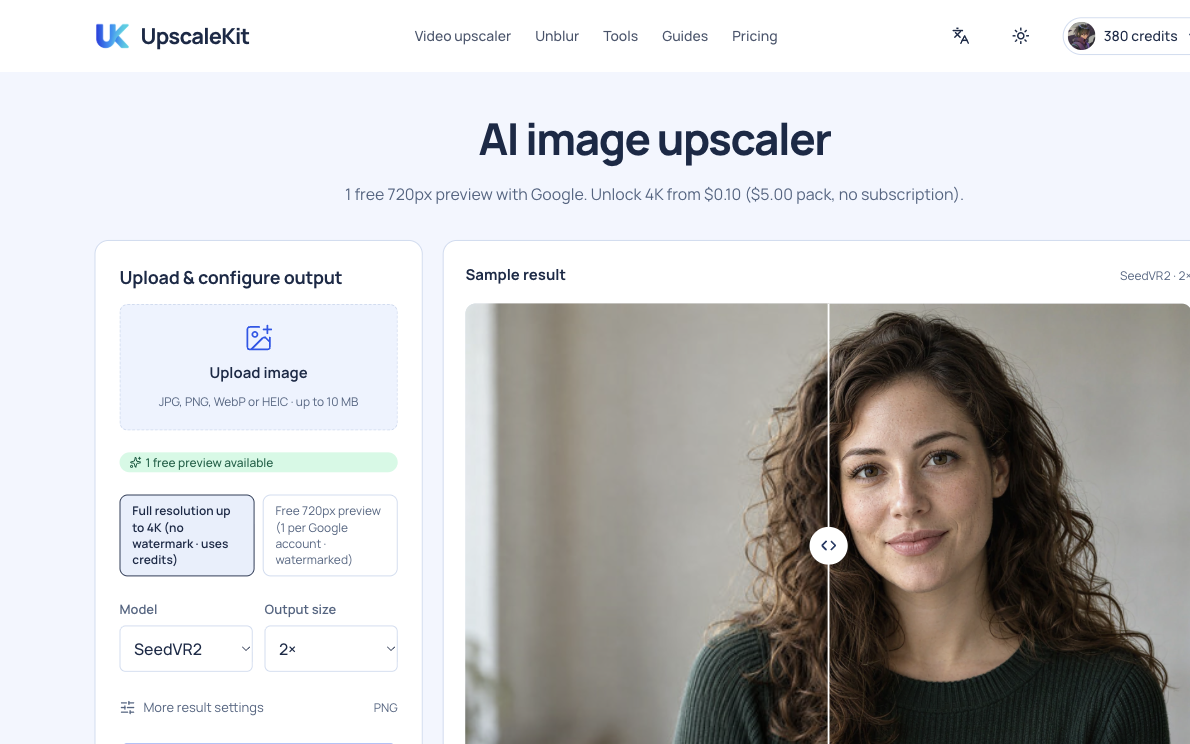 UK UpscaleKit
Video upscaler Unblur Tools Guides Pricing
380 credits
AI image upscaler
1 free 720px preview with Google. Unlock 4K from $0.10 ($5.00 pack, no subscription).
Upload & configure output
Upload image
JPG, PNG, WebP or HEIC · up to 10 MB
1 free preview available
Full resolution up
to 4K (no
watermark · uses
credits)
Free 720px preview
(1 per Google
account ·
watermarked)
Model
SeedVR2
Output size
2×
More result settings
PNG
Sample result
SeedVR2 · 2×